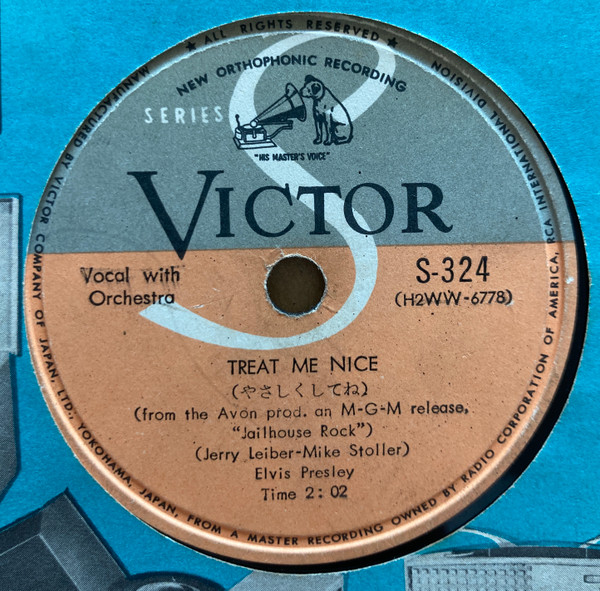 ★ ALL RIGHTS RESERVED ★
MANUFACTURED BY VICTOR COMPANY OF JAPAN, LTD., YOKOHAMA, JAPAN, FROM A MASTER RECORDING OWNED BY RADIO CORPORATION OF AMERICA, RCA INTERNATIONAL DIVISION
NEW ORTHOPHONIC RECORDING
SERIES
S
"HIS MASTER'S VOICE"
VICTOR
Vocal with
Orchestra
S-324
(H2WW-6778)
TREAT ME NICE
(やさしくしてね)
(from the Avon prod. an M-G-M release,
"Jailhouse Rock")
(Jerry Leiber-Mike Stoller)
Elvis Presley
Time 2: 02